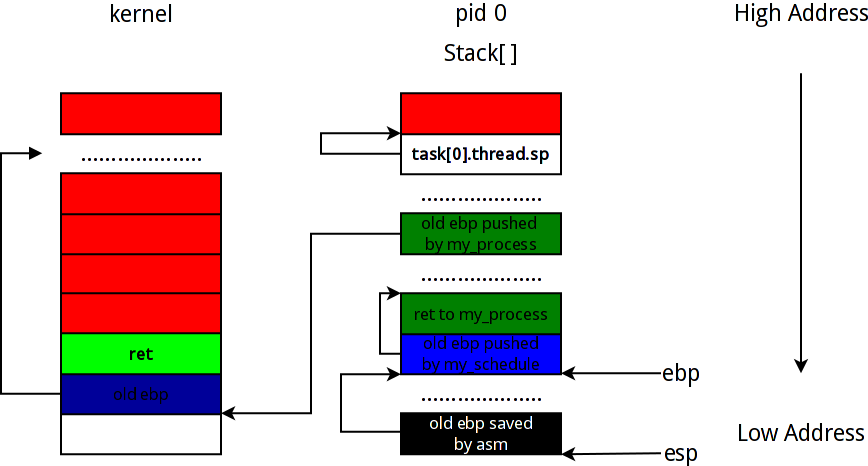 kernel
pid 0
High Address
Stack[ ]
....................
task[0].thread.sp
....................
old ebp pushed
by my_process
....................
ret to my_process
ret
old ebp pushed
by my_schedule
ebp
old ebp
....................
old ebp saved
by asm
Low Address
esp